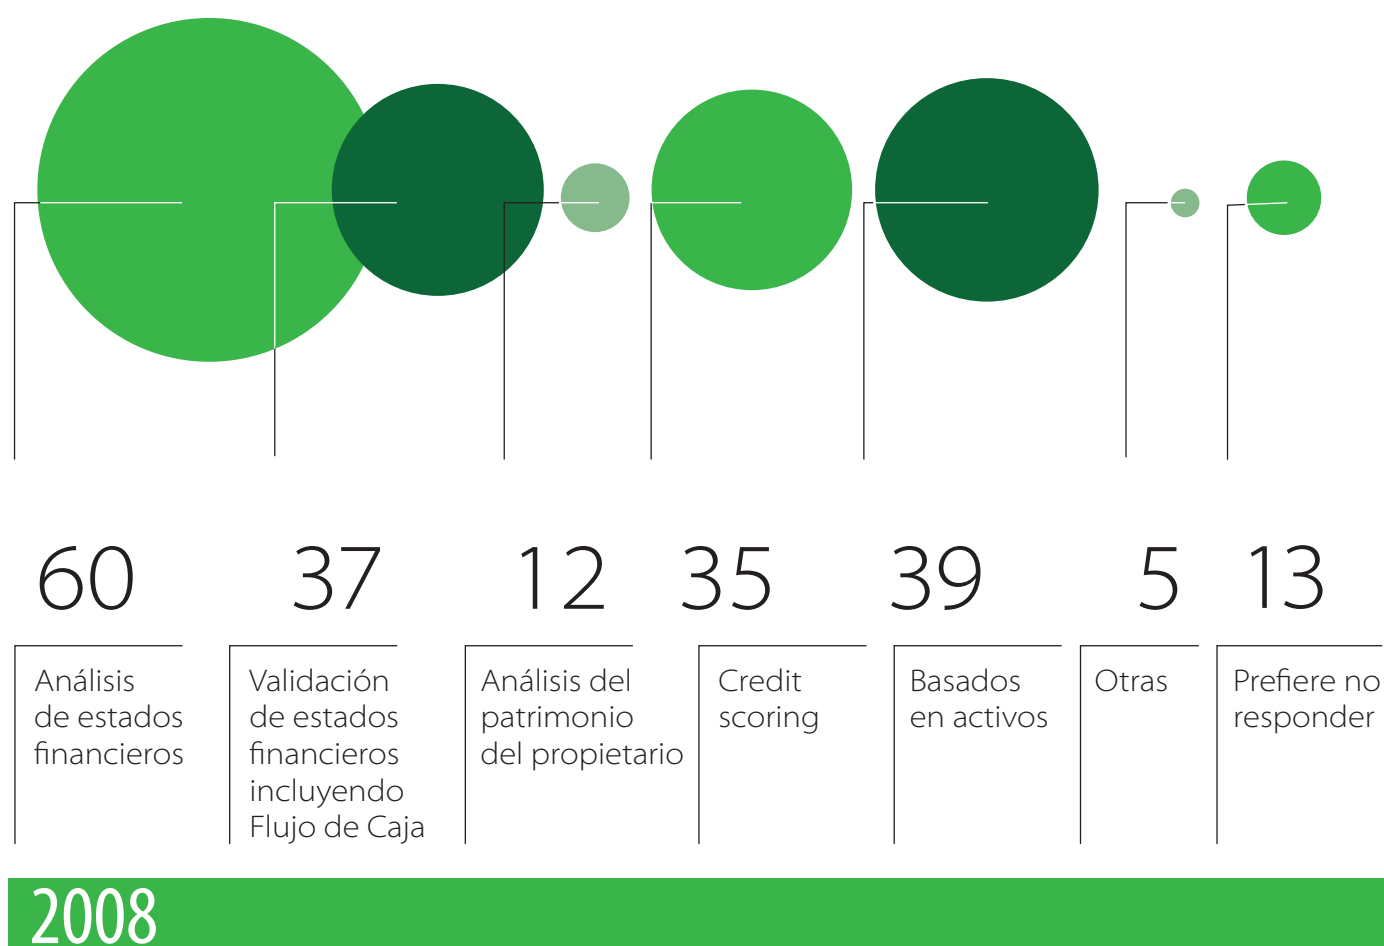 60 37 12 35 39 5 13
Análisis
de estados
financieros
Validación
de estados
financieros
incluyendo
Flujo de Caja
Análisis del
patrimonio
del propietario
Credit
scoring
Basados
en activos
Otras
Prefiere no
responder
2008